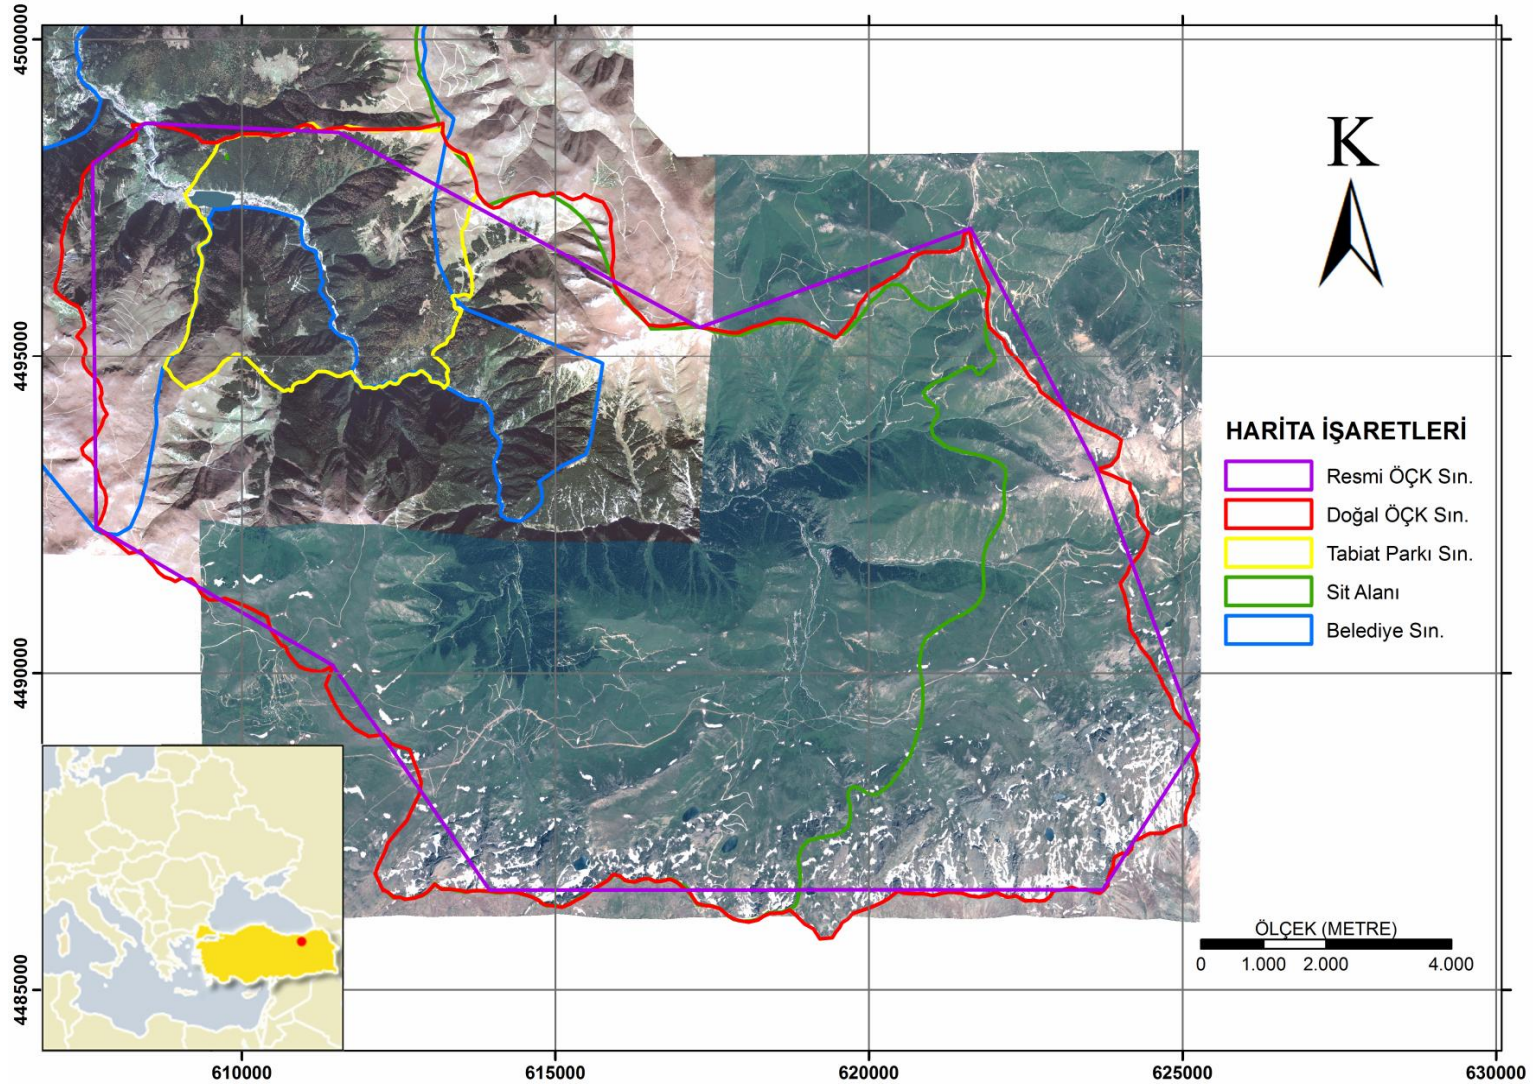 4500000
4495000
4490000
4485000
K
HARİTA İŞARETLERİ
Resmi ÖÇK Sın.
Doğal ÖÇK Sın.
Tabiat Parkı Sın.
Sit Alanı
Belediye Sın.
ÖLÇEK (METRE)
0 1.000 2.000 4.000
610000 615000 620000 625000 630000